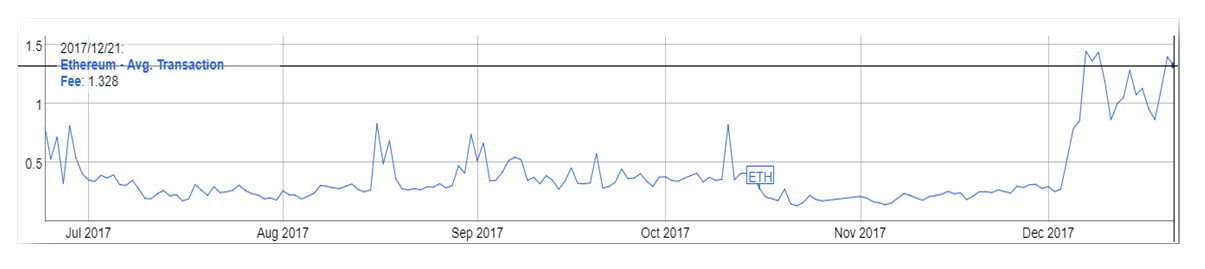 1.5
2017/12/21:
Ethereum - Avg. Transaction
Fee: 1.328
1
0.5
ETH
Jul 2017 Aug 2017 Sep 2017 Oct 2017 Nov 2017 Dec 2017